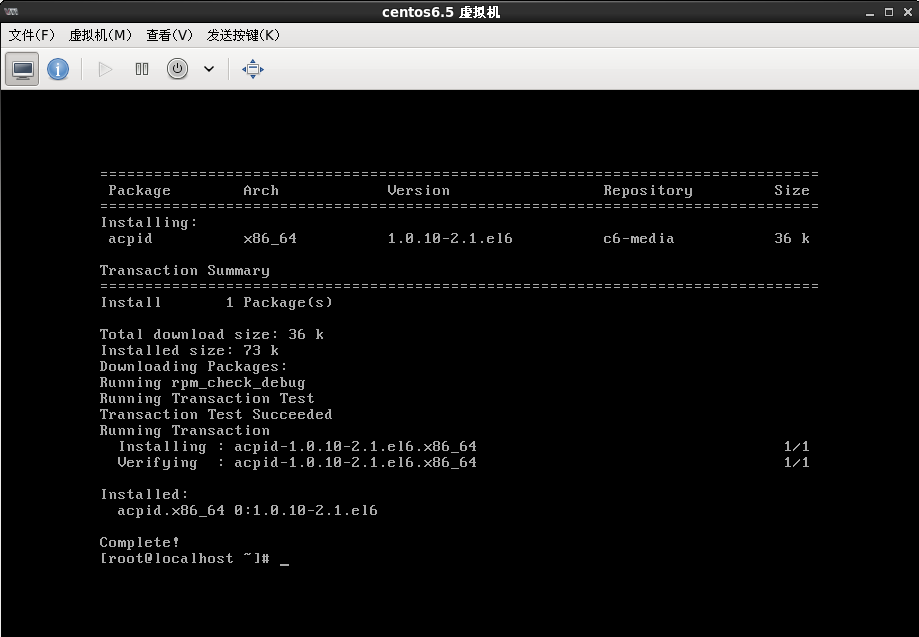 centos6.5 虚拟机
文件(F) 虚拟机(M) 查看(V) 发送按键(K)
================================================================================
Package Arch Version Repository Size
================================================================================
Installing:
acpid x86_64 1.0.10-2.1.el6 c6-media 36 k
Transaction Summary
================================================================================
Install 1 Package(s)
Total download size: 36 k
Installed size: 73 k
Downloading Packages:
Running rpm_check_debug
Running Transaction Test
Transaction Test Succeeded
Running Transaction
Installing : acpid-1.0.10-2.1.el6.x86_64 1/1
Verifying : acpid-1.0.10-2.1.el6.x86_64 1/1
Installed:
acpid.x86_64 0:1.0.10-2.1.el6
Complete!
[root@localhost ~]# _